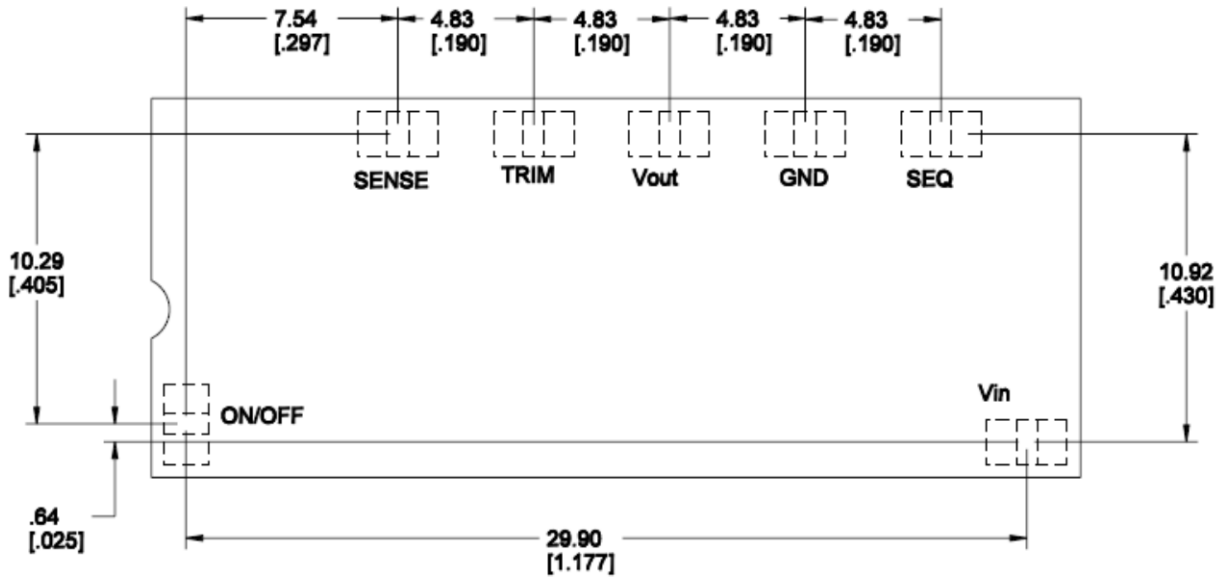 7.54
[.297]
4.83
[.190]
4.83
[.190]
4.83
[.190]
4.83
[.190]
SENSE
TRIM
Vout
GND
SEQ
10.29
[.405]
10.92
[.430]
Vin
ON/OFF
.64
[.025]
29.90
[1.177]